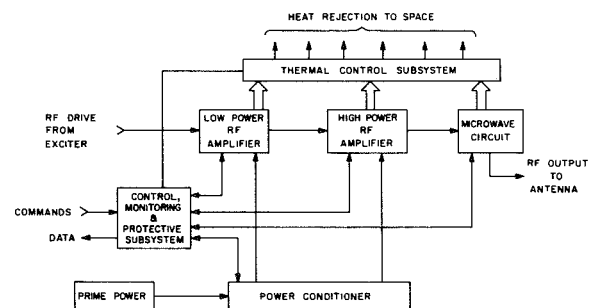 HEAT REJECTION TO SPACE
THERMAL CONTROL SUBSYSTEM
RF DRIVE
FROM
EXCITER
LOW POWER
RF
AMPLIFIER
HIGH POWER
RF
AMPLIFIER
MICROWAVE
CIRCUIT
RF OUTPUT
TO
ANTENNA
COMMANDS
DATA
CONTROL,
MONITORING
&
PROTECTIVE
SUBSYSTEM
PRIME POWER
POWER CONDITIONER